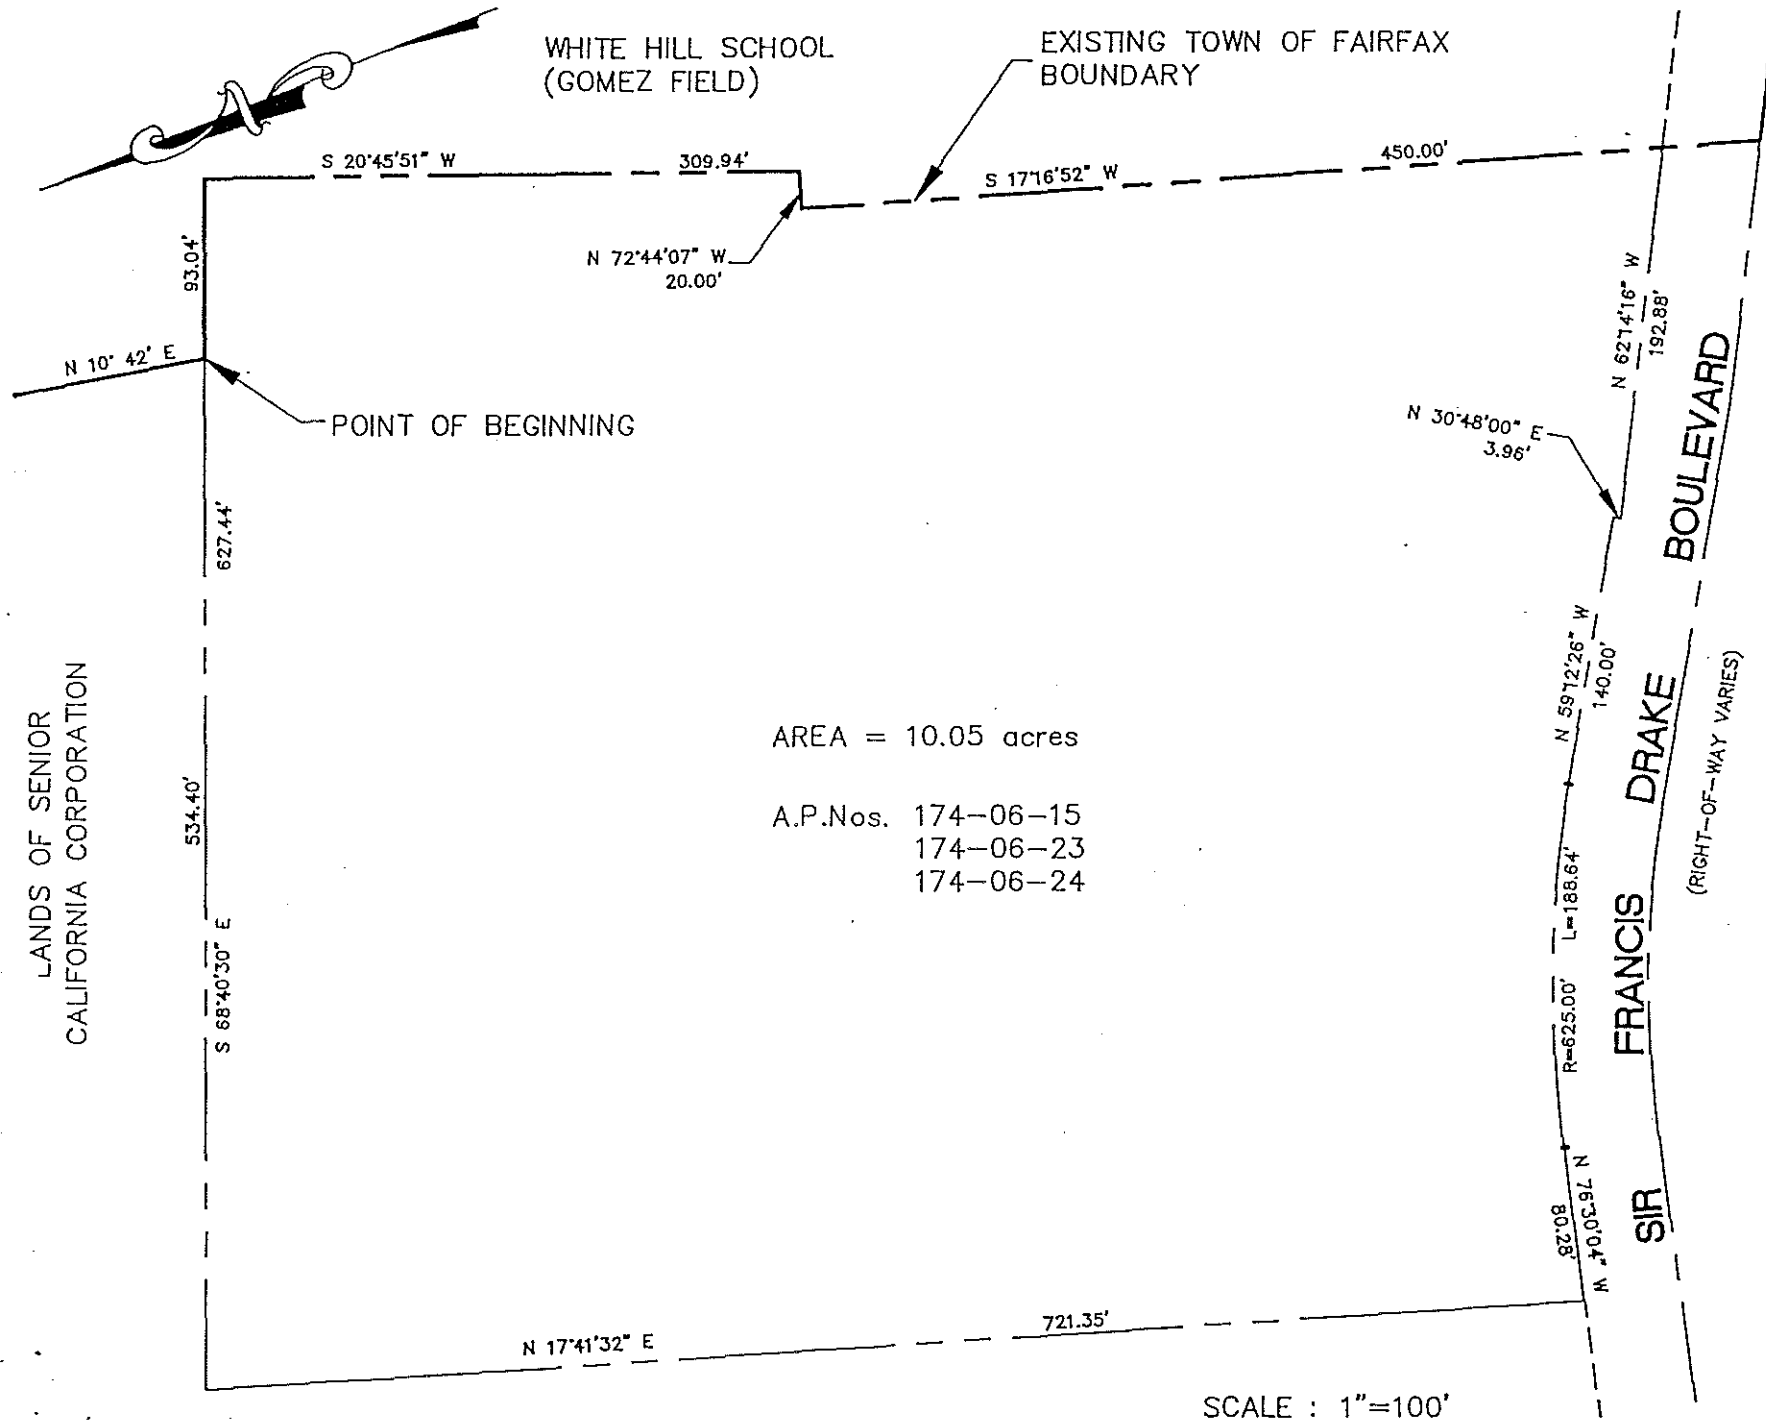 WHITE HILL SCHOOL
(GOMEZ FIELD)
EXISTING TOWN OF FAIRFAX
BOUNDARY
N
S 20°45'51" W
309.94'
S 17°16'52" W
450.00'
93.04'
N 72°44'07" W
20.00'
N 10° 42' E
POINT OF BEGINNING
N 62°14'16" W
192.88'
N 30°48'00" E
3.96'
627.44'
534.40'
S 68°40'30" E
LANDS OF SENIOR
CALIFORNIA CORPORATION
AREA = 10.05 acres
A.P.Nos. 174-06-15
174-06-23
174-06-24
N 59°12'26" W
140.00'
R=625.00' L=188.64'
N 76°30'04" W
80.28'
SIR FRANCIS DRAKE BOULEVARD
(RIGHT-OF-WAY VARIES)
N 17°41'32" E
721.35'
SCALE : 1"=100'